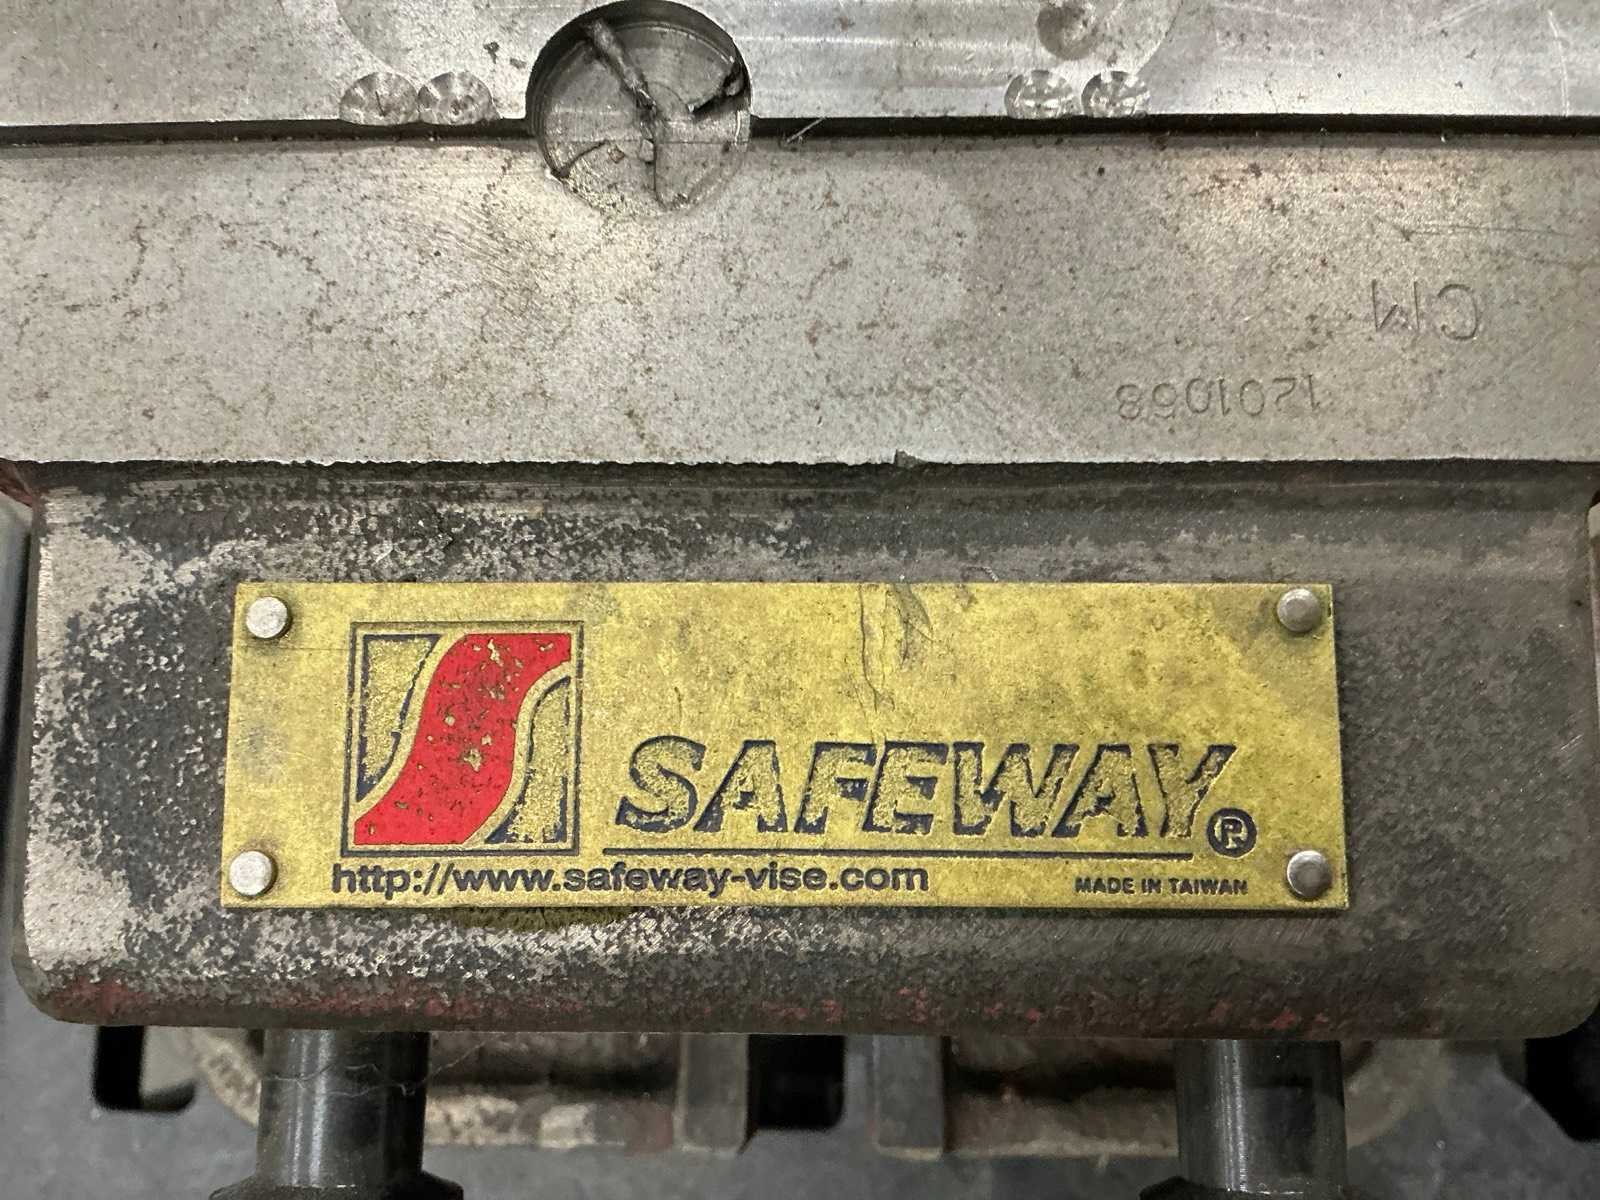 CM
1201068
SAFEWAY®
http://www.safeway-vise.com
MADE IN TAIWAN